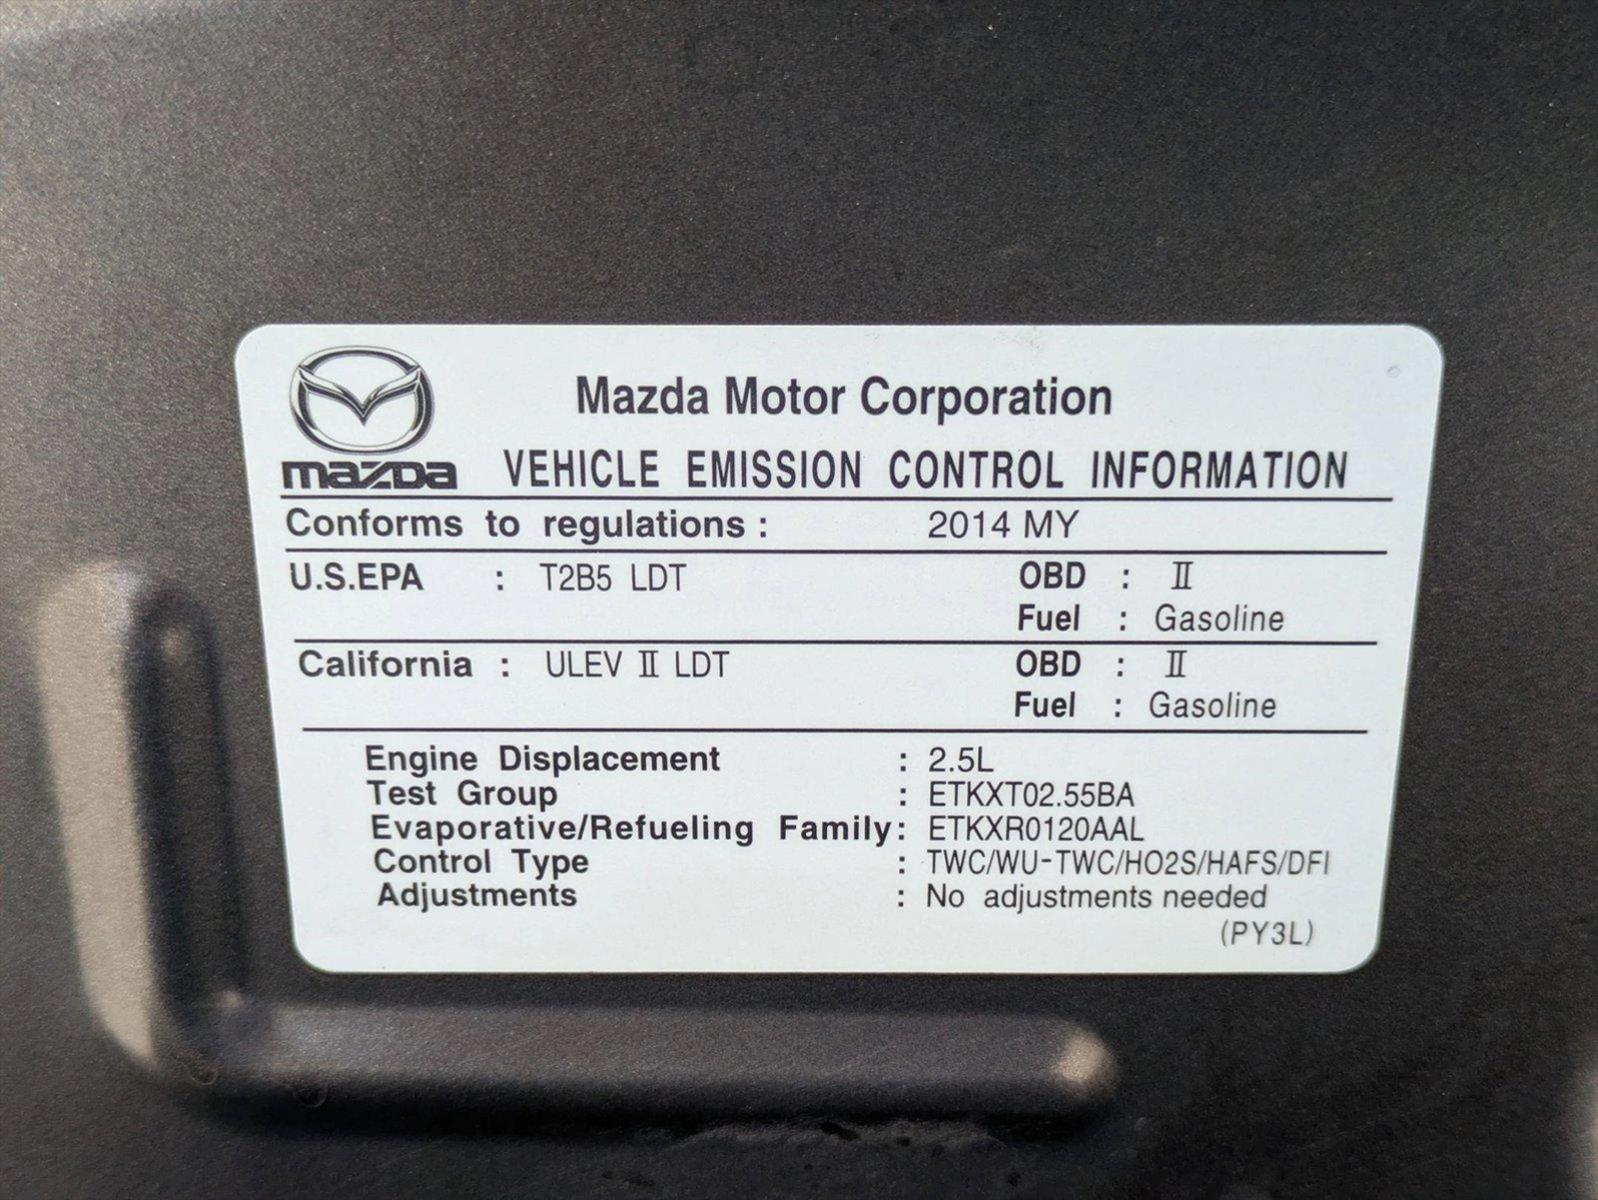 mazda
Mazda Motor Corporation
VEHICLE EMISSION CONTROL INFORMATION
Conforms to regulations : 2014 MY
U.S.EPA : T2B5 LDT OBD : II
Fuel : Gasoline
California : ULEV II LDT OBD : II
Fuel : Gasoline
Engine Displacement : 2.5L
Test Group : ETKXT02.55BA
Evaporative/Refueling Family: ETKXR0120AAL
Control Type : TWC/WU-TWC/HO2S/HAFS/DFI
Adjustments : No adjustments needed
(PY3L)